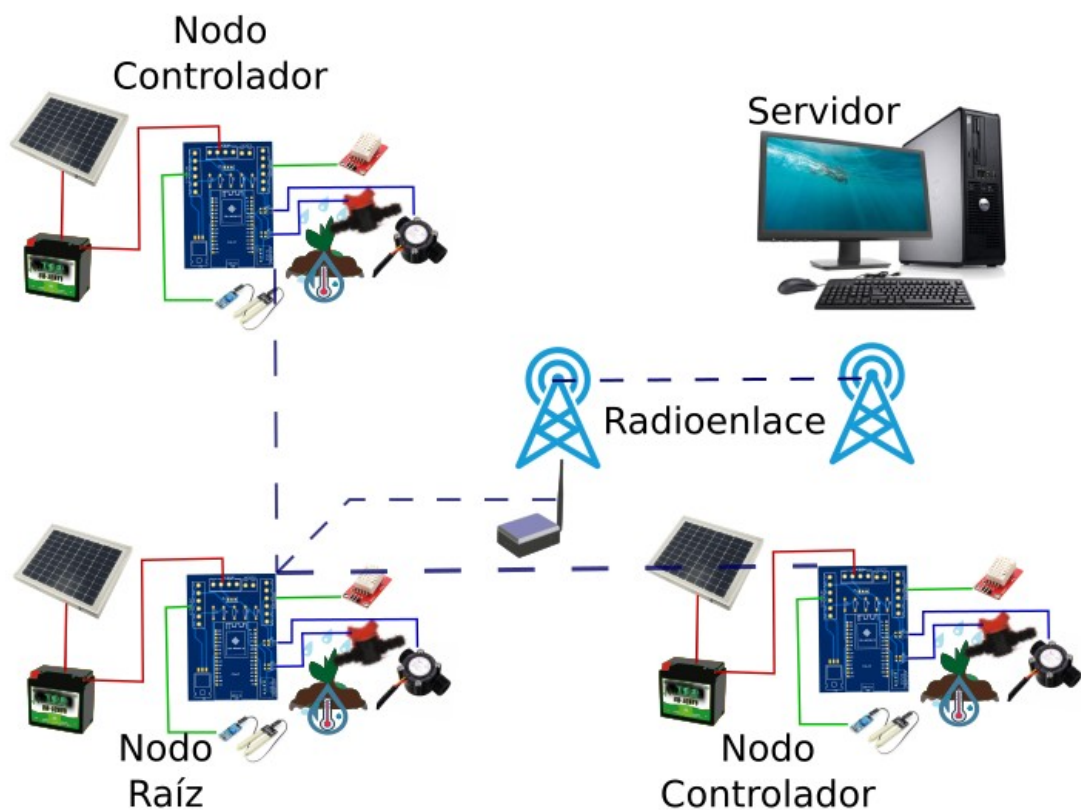 Nodo
Controlador
Servidor
Radioenlace
Nodo
Raíz
Nodo
Controlador